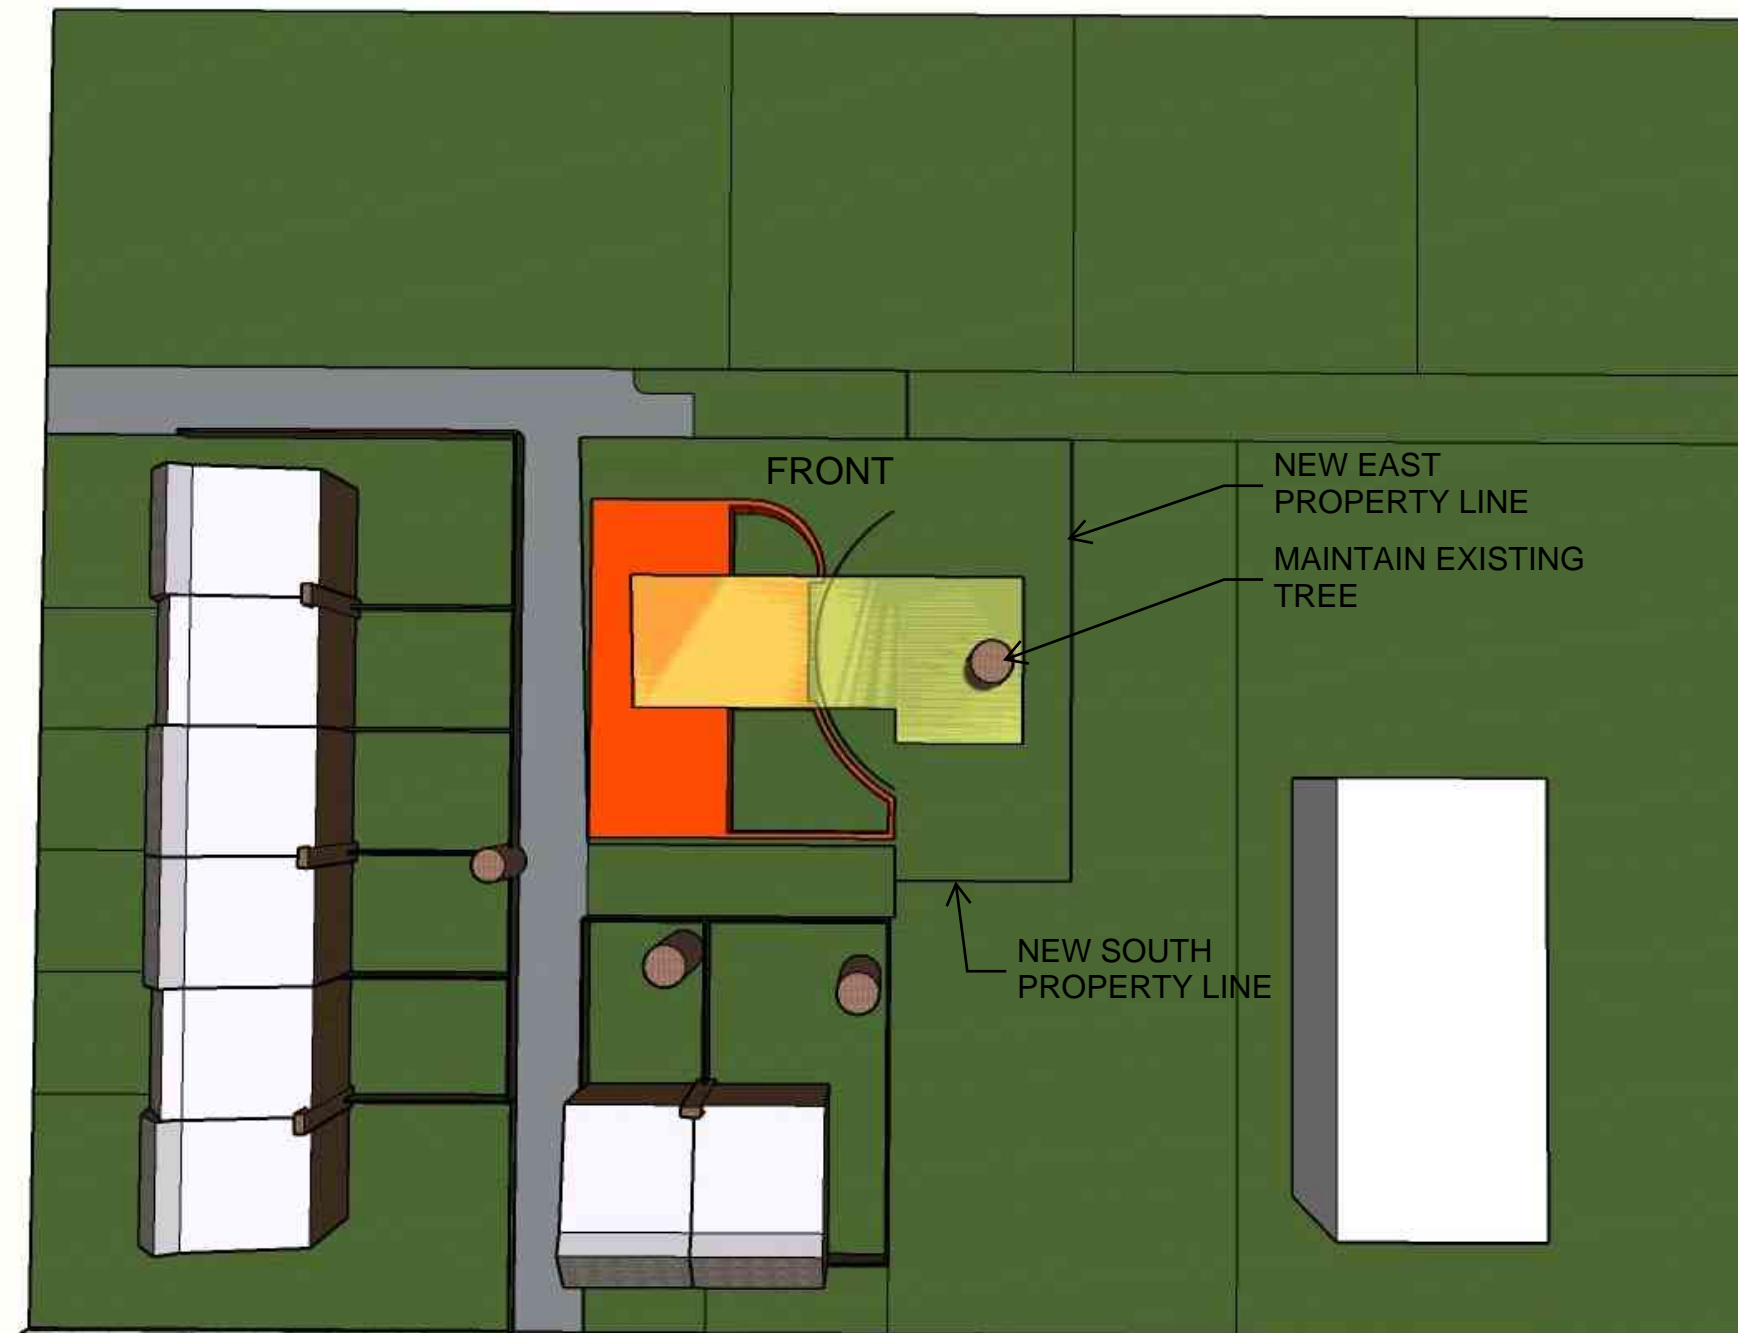 FRONT
NEW EAST
PROPERTY LINE
MAINTAIN EXISTING
TREE
NEW SOUTH
PROPERTY LINE